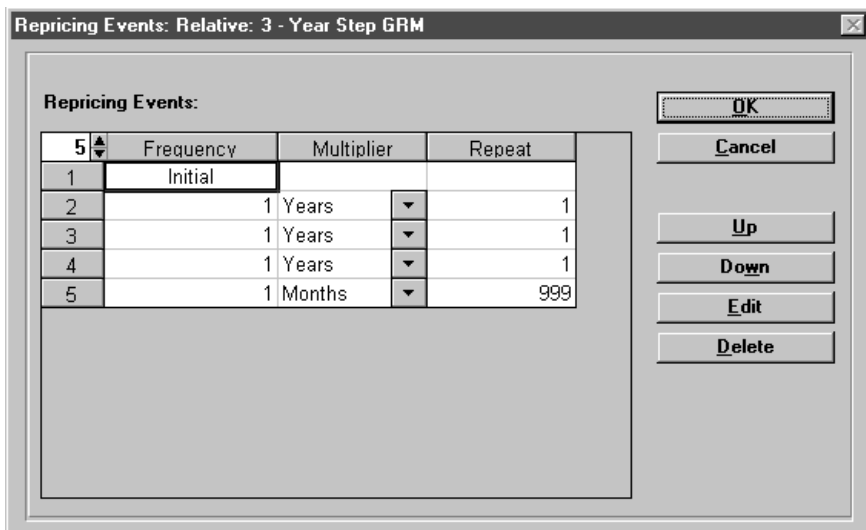 Repricing Events: Relative: 3 - Year Step GRM
Repricing Events:
5 Frequency Multiplier Repeat
1 Initial
2 1 Years 1
3 1 Years 1
4 1 Years 1
5 1 Months 999
OK
Cancel
Up
Down
Edit
Delete